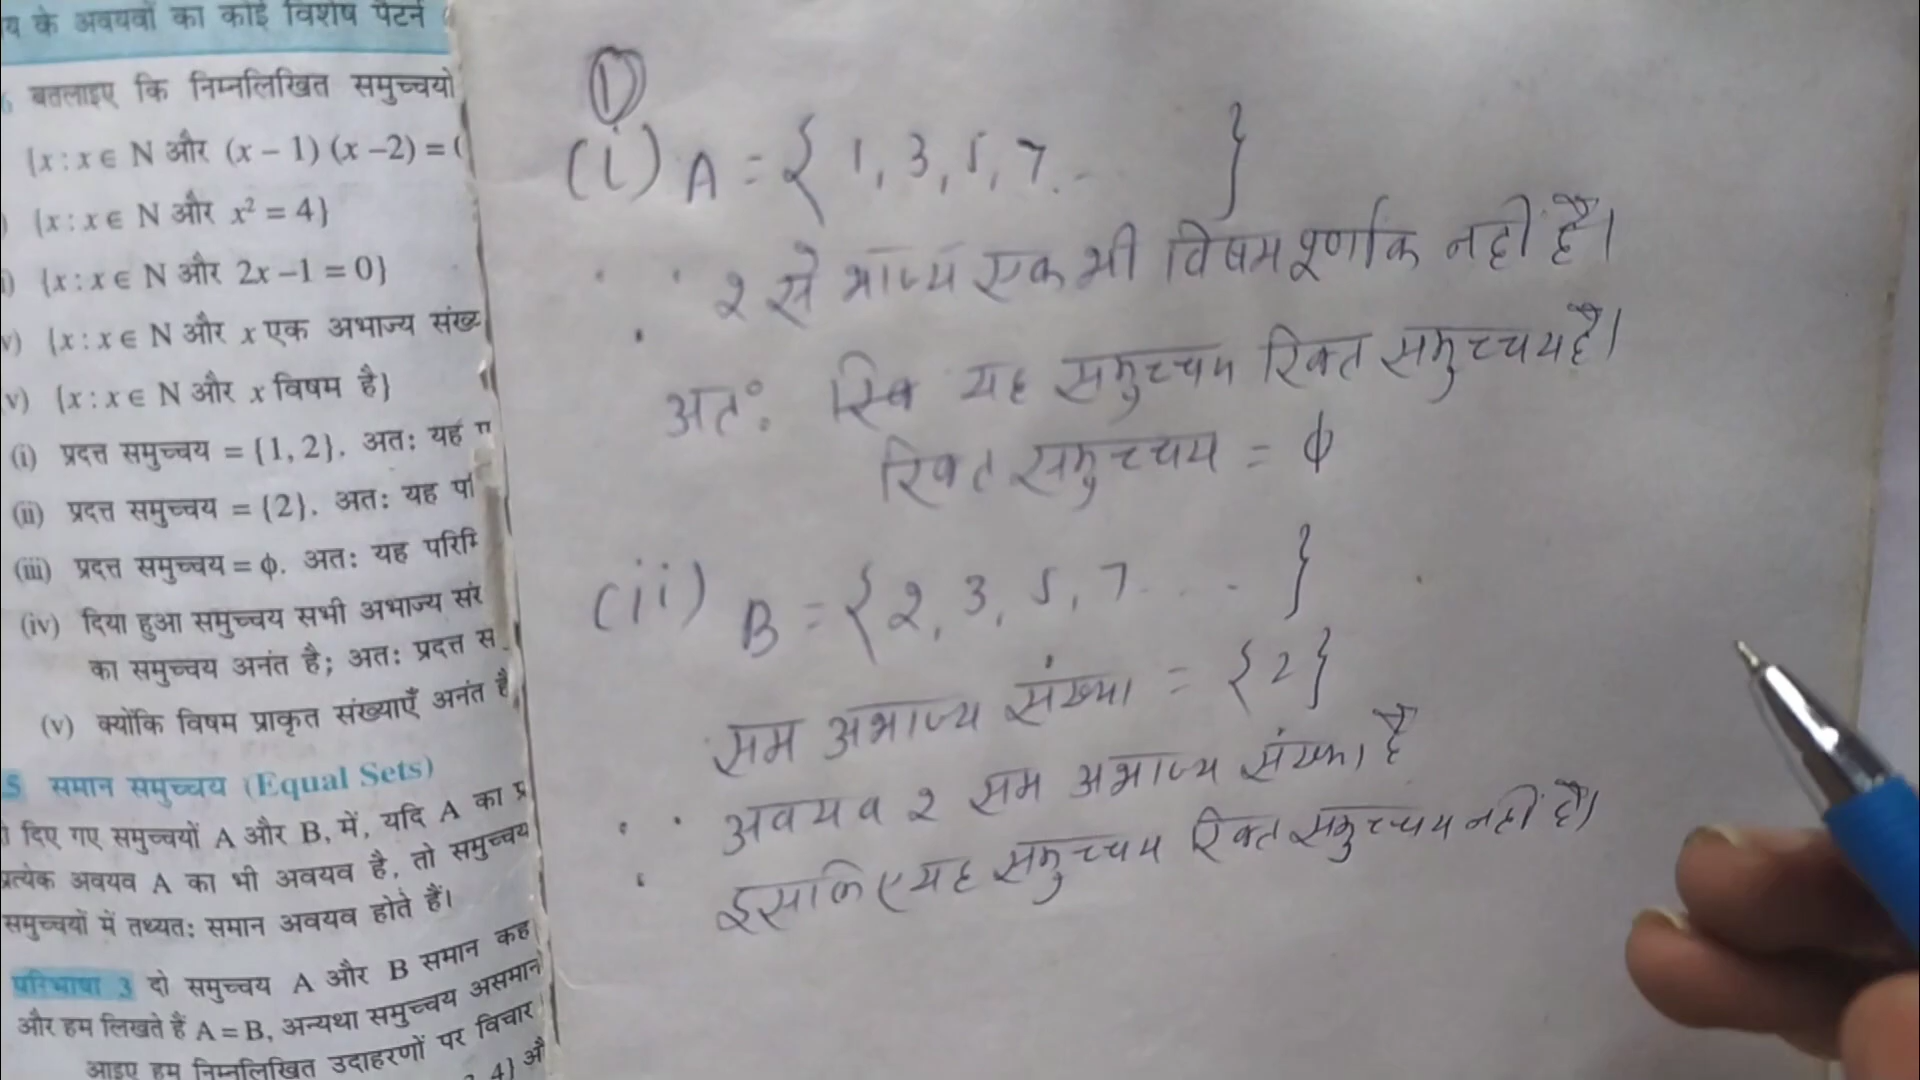 य के अवयवों का कोई विशेष पैटर्न
बतलाइए कि निम्नलिखित समुच्चयों
{x : x ∈ N और (x – 1) (x –2) = (
{x : x ∈ N और x² = 4}
{x : x ∈ N और 2x –1 = 0}
v) {x : x ∈ N और x एक अभाज्य संख्
v) {x : x ∈ N और x विषम है}
(i) प्रदत्त समुच्चय = {1, 2}. अतः यह
(ii) प्रदत्त समुच्चय = {2}. अतः यह परि
(iii) प्रदत्त समुच्चय = ϕ. अतः यह परिमि
(iv) दिया हुआ समुच्चय सभी अभाज्य सं
का समुच्चय अनंत है; अतः प्रदत्त स
(v) क्योंकि विषम प्राकृत संख्याएँ अनंत है
5 समान समुच्चय (Equal Sets)
दिए गए समुच्चयों A और B, में, यदि A का प्र
प्रत्येक अवयव A का भी अवयव है, तो समुच्चय
समुच्चयों में तथ्यतः समान अवयव होते हैं।
परिभाषा 3 दो समुच्चय A और B समान कह
और हम लिखते हैं A = B, अन्यथा समुच्चय असमान
आइए हम निम्नलिखित उदाहरणों पर विचार
4} औ
①
(i) A = { 1, 3, 5, 7. .. }
∵ २ से भाज्य एक भी विषम पूर्णांक नहीं है।
अतः यह समुच्चय रिक्त समुच्चय है।
रिक्त समुच्चय = ϕ
(ii) B = { २, 3, 5, 7. . . . }
सम अभाज्य संख्या = {2}
∴ अवयव २ सम अभाज्य संख्या है
∴ इसलिए यह समुच्चय रिक्त समुच्चय नहीं है।